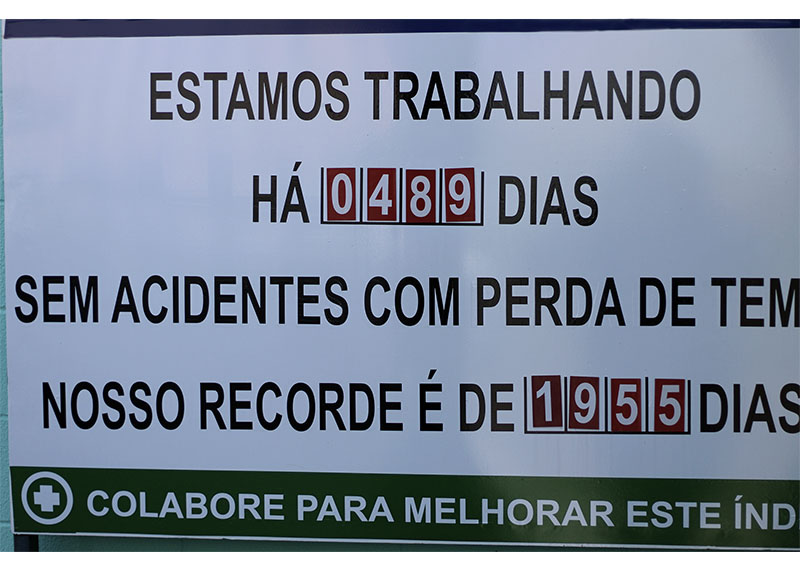 ESTAMOS TRABALHANDO
HÁ 0489 DIAS
SEM ACIDENTES COM PERDA DE TEM
NOSSO RECORDE É DE 1955 DIAS
COLABORE PARA MELHORAR ESTE ÍND